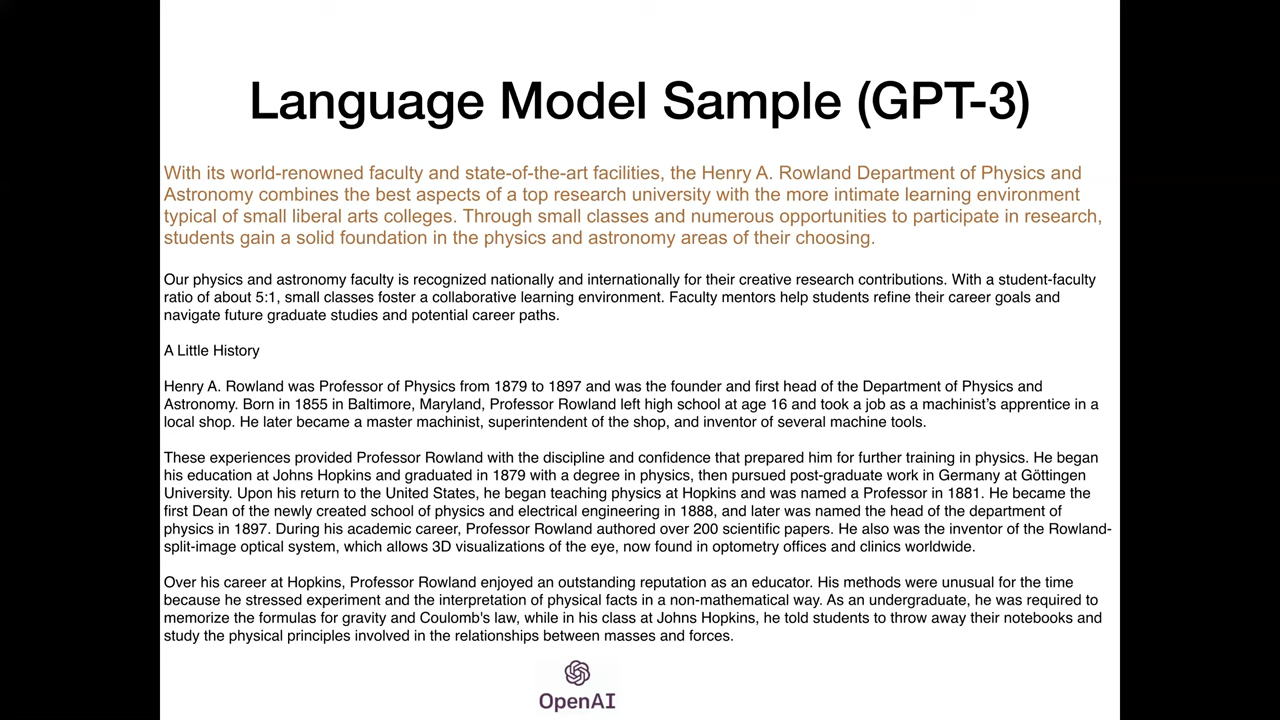 Language Model Sample (GPT-3)
With its world-renowned faculty and state-of-the-art facilities, the Henry A. Rowland Department of Physics and
Astronomy combines the best aspects of a top research university with the more intimate learning environment
typical of small liberal arts colleges. Through small classes and numerous opportunities to participate in research,
students gain a solid foundation in the physics and astronomy areas of their choosing.
Our physics and astronomy faculty is recognized nationally and internationally for their creative research contributions. With a student-faculty
ratio of about 5:1, small classes foster a collaborative learning environment. Faculty mentors help students refine their career goals and
navigate future graduate studies and potential career paths.
A Little History
Henry A. Rowland was Professor of Physics from 1879 to 1897 and was the founder and first head of the Department of Physics and
Astronomy. Born in 1855 in Baltimore, Maryland, Professor Rowland left high school at age 16 and took a job as a machinist's apprentice in a
local shop. He later became a master machinist, superintendent of the shop, and inventor of several machine tools.
These experiences provided Professor Rowland with the discipline and confidence that prepared him for further training in physics. He began
his education at Johns Hopkins and graduated in 1879 with a degree in physics, then pursued post-graduate work in Germany at Göttingen
University. Upon his return to the United States, he began teaching physics at Hopkins and was named a Professor in 1881. He became the
first Dean of the newly created school of physics and electrical engineering in 1888, and later was named the head of the department of
physics in 1897. During his academic career, Professor Rowland authored over 200 scientific papers. He also was the inventor of the Rowland-
split-image optical system, which allows 3D visualizations of the eye, now found in optometry offices and clinics worldwide.
Over his career at Hopkins, Professor Rowland enjoyed an outstanding reputation as an educator. His methods were unusual for the time
because he stressed experiment and the interpretation of physical facts in a non-mathematical way. As an undergraduate, he was required to
memorize the formulas for gravity and Coulomb's law, while in his class at Johns Hopkins, he told students to throw away their notebooks and
study the physical principles involved in the relationships between masses and forces.
OpenAI